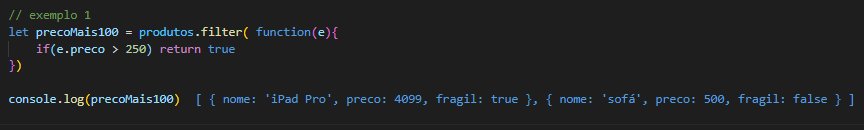 // exemplo 1
let precoMais100 = produtos.filter( function(e){
    if(e.preco > 250) return true
})
console.log(precoMais100)  [ { nome: 'iPad Pro', preco: 4099, fragil: true }, { nome: 'sofá', preco: 500, fragil: false } ]